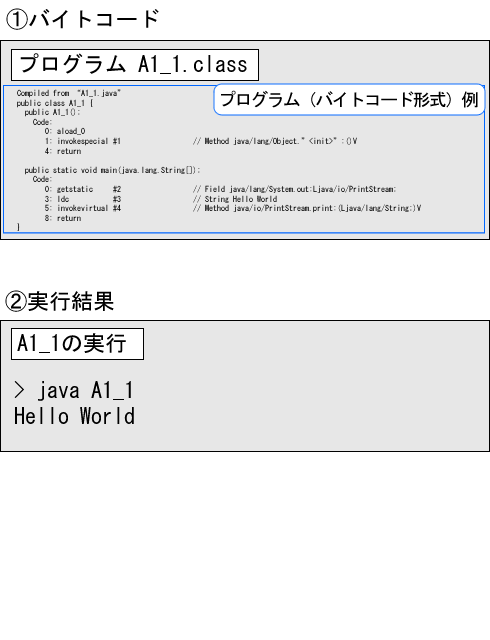 ①バイトコード
プログラム A1_1.class
プログラム（バイトコード形式）例
Compiled from “A1_1.java”
public class A1_1 {
public A1_1();
Code:
0: aload_0
1: invokespecial #1 // Method java/lang/Object.”<init>”:()V
4: return
public static void main(java.lang.String[]);
Code:
0: getstatic #2 // Field java/lang/System.out:Ljava/io/PrintStream;
3: ldc #3 // String Hello World
5: invokevirtual #4 // Method java/io/PrintStream.print:(Ljava/lang/String;)V
8: return
}
②実行結果
A1_1の実行
> java A1_1
Hello World